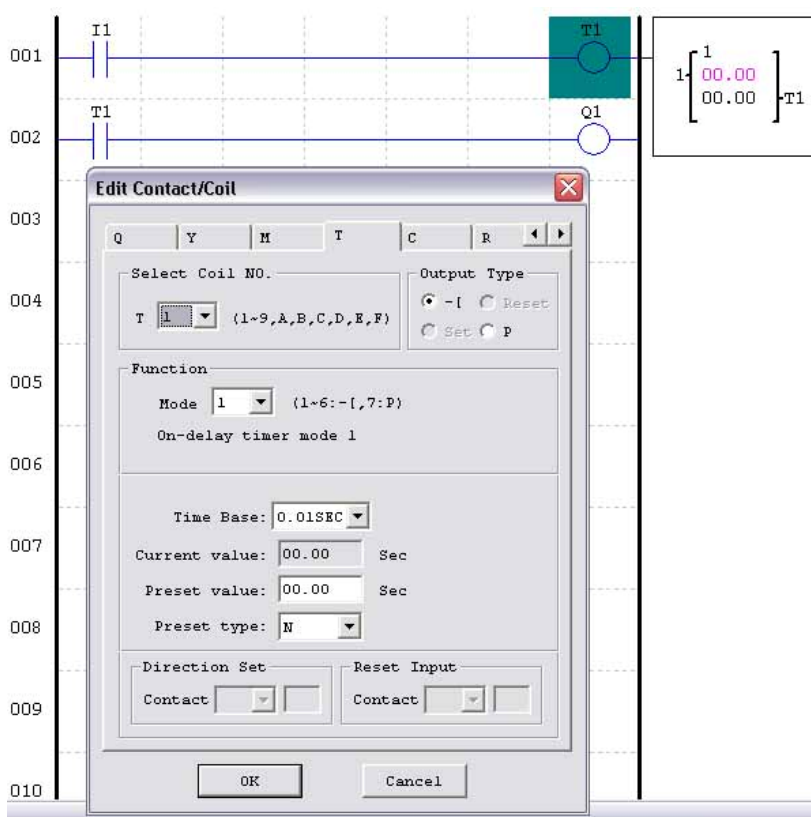 I1 T1
001
1
1 00.00
00.00 T1
T1 Q1
002
Edit Contact/Coil
003
Q Y M T C R
Select Coil NO. Output Type
004
T 1 (1~9,A,B,C,D,E,F) -[ Reset
Set P
005
Function
Mode 1 (1~6:-[,7:P)
On-delay timer mode 1
006
Time Base: 0.01SEC
007
Current value: 00.00 Sec
Preset value: 00.00 Sec
008
Preset type: N
Direction Set Reset Input
009
Contact Contact
010
OK Cancel